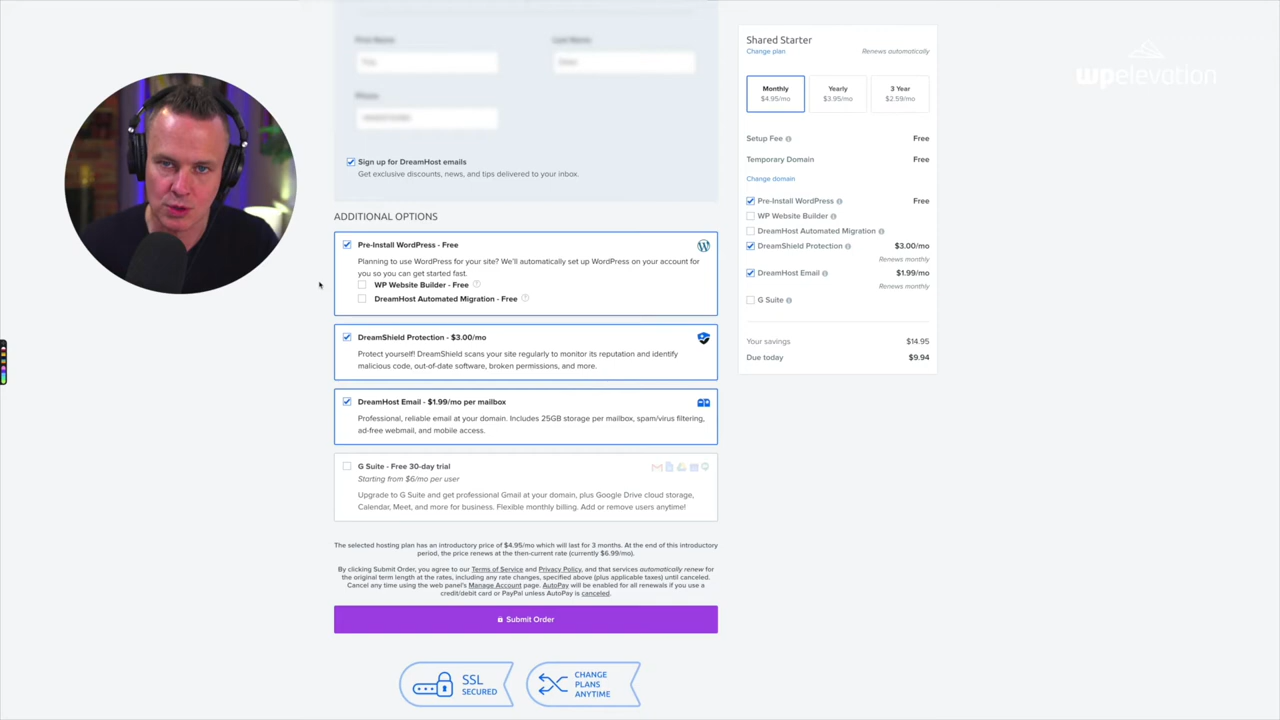 wpelevation
First Name
Last Name
Phone
Sign up for DreamHost emails
Get exclusive discounts, news, and tips delivered to your inbox.
ADDITIONAL OPTIONS
Pre-Install WordPress - Free
Planning to use WordPress for your site? We'll automatically set up WordPress on your account for
you so you can get started fast.
WP Website Builder - Free
DreamHost Automated Migration - Free
DreamShield Protection - $3.00/mo
Protect yourself! DreamShield scans your site regularly to monitor its reputation and identify
malicious code, out-of-date software, broken permissions, and more.
DreamHost Email - $1.99/mo per mailbox
Professional, reliable email at your domain. Includes 25GB storage per mailbox, spam/virus filtering,
ad-free webmail, and mobile access.
G Suite - Free 30-day trial
Starting from $6/mo per user
Upgrade to G Suite and get professional Gmail at your domain, plus Google Drive cloud storage,
Calendar, Meet, and more for business. Flexible monthly billing. Add or remove users anytime!
The selected hosting plan has an introductory price of $4.95/mo which will last for 3 months. At the end of this introductory
period, the price renews at the then-current rate (currently $6.99/mo).
By clicking Submit Order, you agree to our Terms of Service and Privacy Policy, and that services automatically renew for
the original term length at the rates, including any rate changes, specified above (plus applicable taxes) until canceled.
Cancel any time using the web panel's Manage Account page. AutoPay will be enabled for all renewals if you use a
credit/debit card or PayPal unless AutoPay is canceled.
Submit Order
SSL
SECURED
CHANGE
PLANS
ANYTIME
Shared Starter
Change plan
Renews automatically
Monthly
$4.95/mo
Yearly
$3.95/mo
3 Year
$2.59/mo
Setup Fee
Free
Temporary Domain
Free
Change domain
Pre-Install WordPress
Free
WP Website Builder
DreamHost Automated Migration
DreamShield Protection
$3.00/mo
Renews monthly
DreamHost Email
$1.99/mo
Renews monthly
G Suite
Your savings
$14.95
Due today
$9.94